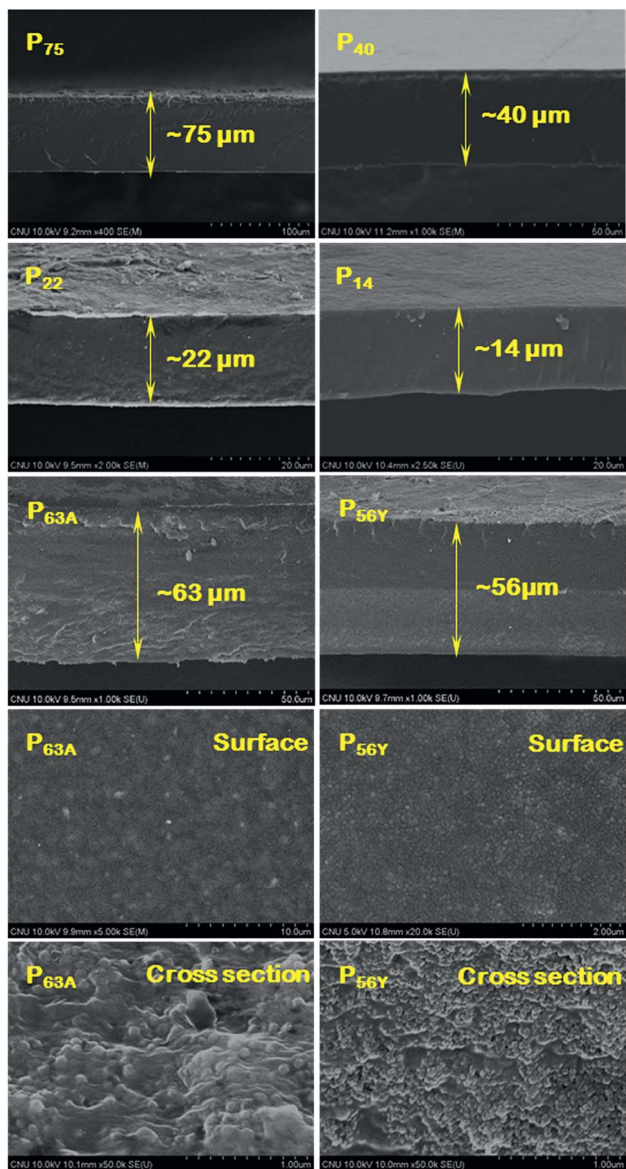 P75
~75 µm
CNU 10.0kV 9.2mm x400 SE(M)
100um
P40
~40 µm
CNU 10.0kV 11.2mm x1.00k SE(M)
50.0um
P22
~22 µm
CNU 10.0kV 9.5mm x2.00k SE(M)
20.0um
P14
~14 µm
CNU 10.0kV 10.4mm x2.50k SE(U)
20.0um
P63A
~63 µm
CNU 10.0kV 9.5mm x1.00k SE(U)
50.0um
P56Y
~56µm
CNU 10.0kV 9.7mm x1.00k SE(U)
50.0um
P63A Surface
CNU 10.0kV 9.9mm x5.00k SE(M)
10.0um
P56Y Surface
CNU 5.0kV 10.8mm x20.0k SE(U)
2.00um
P63A Cross section
CNU 10.0kV 10.1mm x50.0k SE(U)
1.00um
P56Y Cross section
CNU 10.0kV 10.0mm x50.0k SE(U)
1.00um